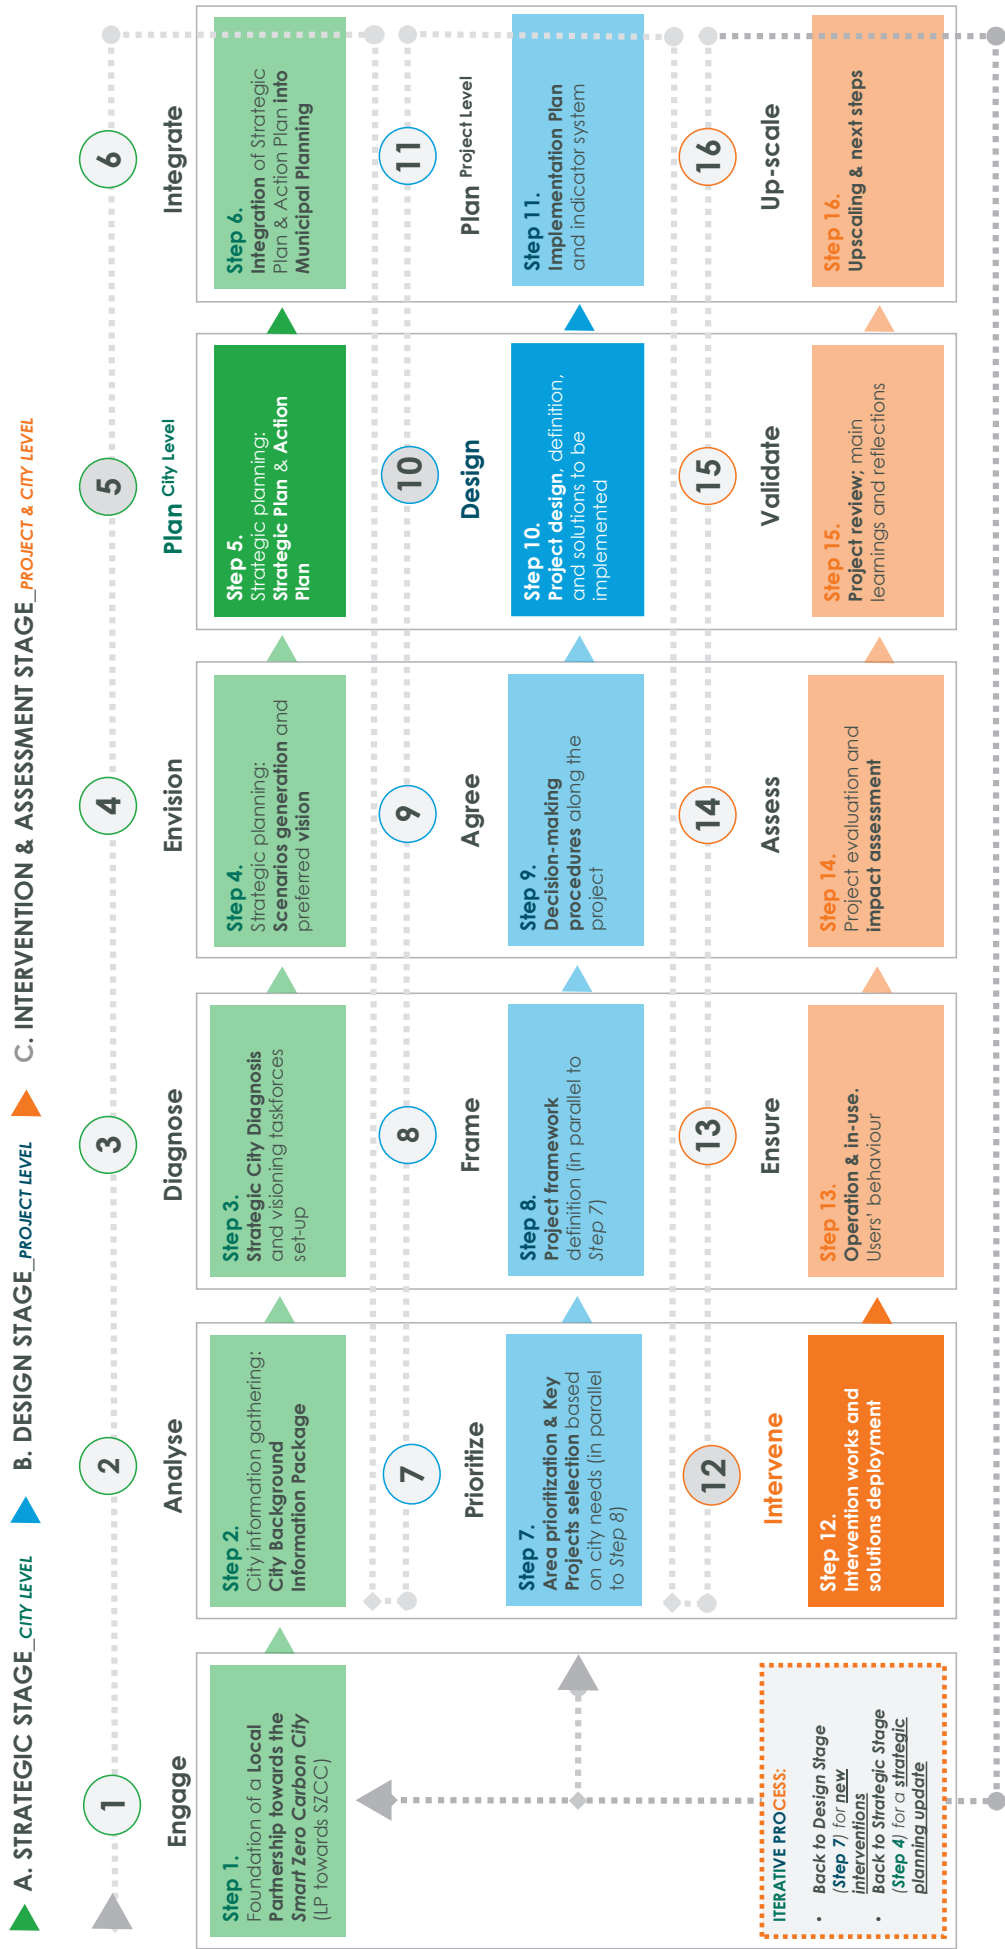 A. STRATEGIC STAGE_CITY LEVEL
B. DESIGN STAGE_PROJECT LEVEL
C. INTERVENTION & ASSESSMENT STAGE_PROJECT & CITY LEVEL
1
Engage
Step 1.
Foundation of a Local
Partnership towards the
Smart Zero Carbon City
(LP towards SZCC)
2
Analyse
Step 2.
City information gathering:
City Background
Information Package
3
Diagnose
Step 3.
Strategic City Diagnosis
and visioning taskforces
set-up
4
Envision
Step 4.
Strategic planning:
Scenarios generation and
preferred vision
5
Plan City Level
Step 5.
Strategic planning:
Strategic Plan & Action
Plan
6
Integrate
Step 6.
Integration of Strategic
Plan & Action Plan into
Municipal Planning
7
Prioritize
Step 7.
Area prioritization & Key
Projects selection based
on city needs (in parallel
to Step 8)
8
Frame
Step 8.
Project framework
definition (in parallel to
Step 7)
9
Agree
Step 9.
Decision-making
procedures along the
project
10
Design
Step 10.
Project design, definition,
and solutions to be
implemented
11
Plan Project Level
Step 11.
Implementation Plan
and indicator system
12
Intervene
Step 12.
Intervention works and
solutions deployment
13
Ensure
Step 13.
Operation & in-use.
Users' behaviour
14
Assess
Step 14.
Project evaluation and
impact assessment
15
Validate
Step 15.
Project review; main
learnings and reflections
16
Up-scale
Step 16.
Upscaling & next steps
ITERATIVE PROCESS:
• Back to Design Stage
(Step 7) for new
interventions
• Back to Strategic Stage
(Step 4) for a strategic
planning update